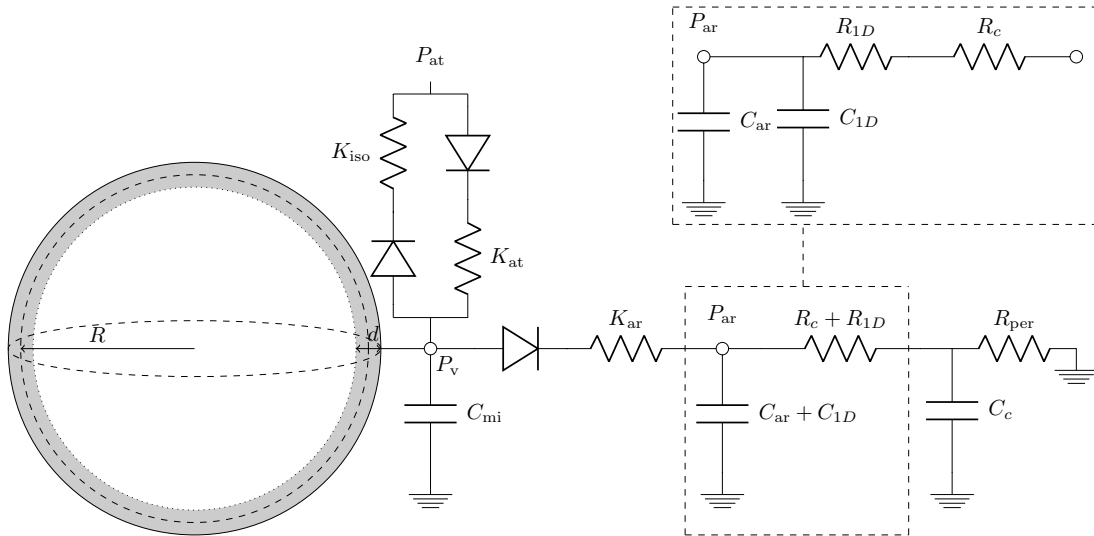 P_ar
R_1D
R_c
C_ar
C_1D
P_at
K_iso
K_at
R
d
P_v
C_mi
K_ar
P_ar
R_c + R_1D
C_ar + C_1D
R_per
C_c